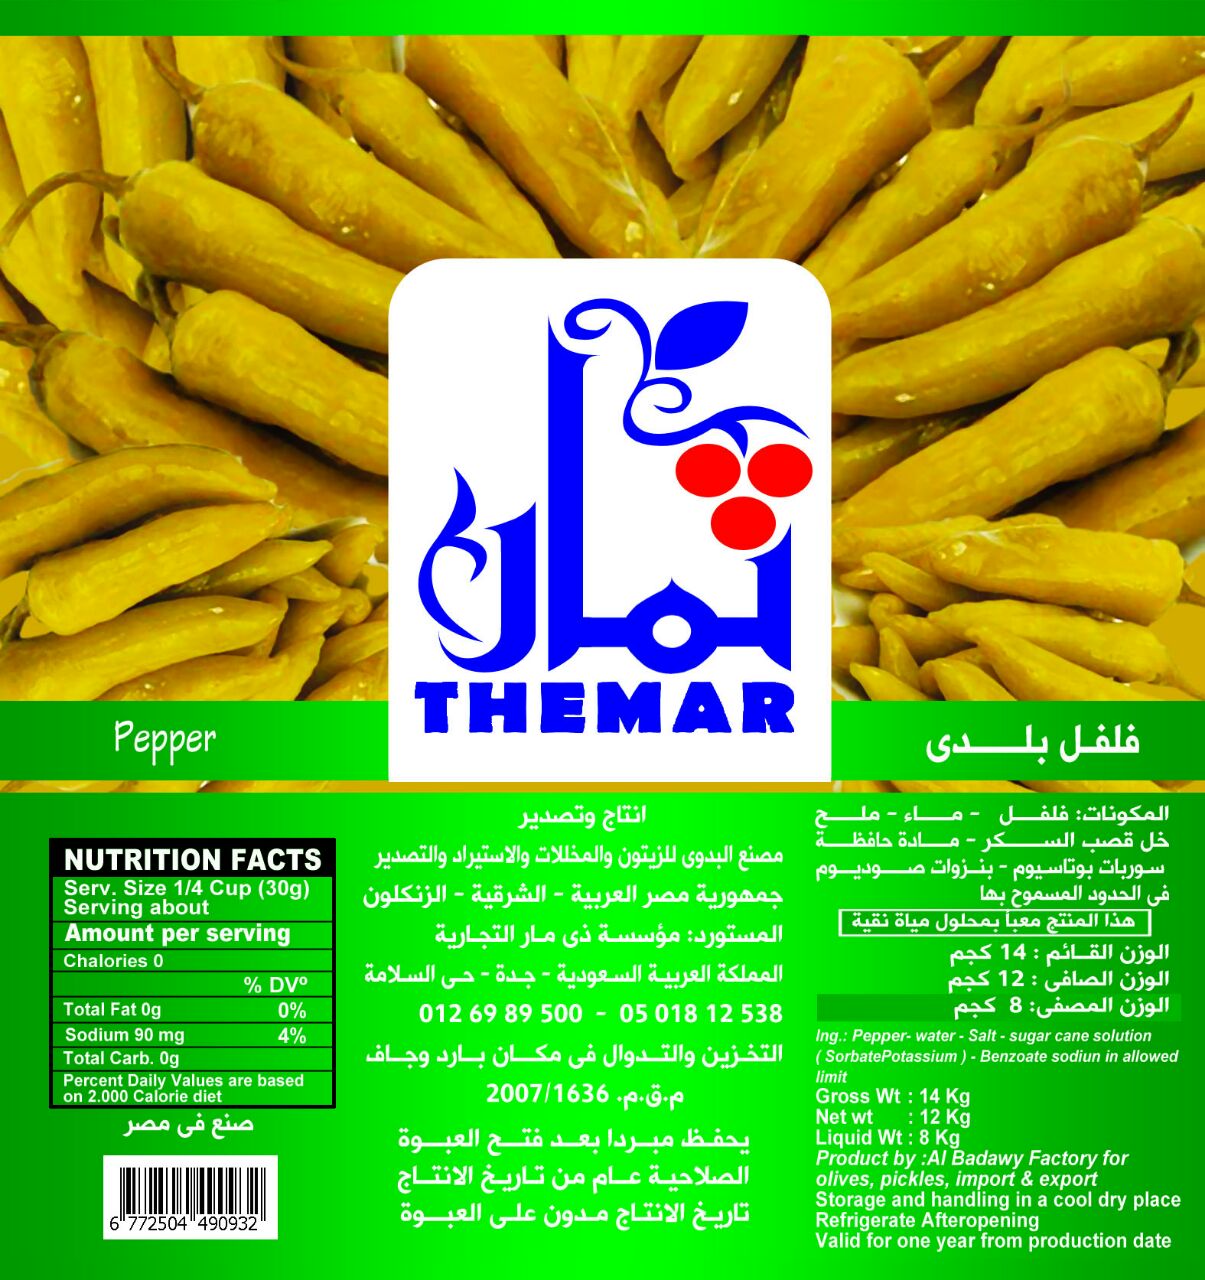 ثمار
THEMAR
Pepper
فلفل بلدى
NUTRITION FACTS
Serv. Size 1/4 Cup (30g)
Serving about
Amount per serving
Chalories 0
% DVº
Total Fat 0g 0%
Sodium 90 mg 4%
Total Carb. 0g
Percent Daily Values are based
on 2.000 Calorie diet
صنع فى مصر
6 772504 490932
انتاج وتصدير
مصنع البدوى للزيتون والمخللات والاستيراد والتصدير
جمهورية مصر العربية - الشرقية - الزنكلون
المستورد: مؤسسة ذى مار التجارية
المملكة العربية السعودية - جدة - حى السلامة
012 69 89 500 - 05 018 12 538
التخزين والتدوال فى مكان بارد وجاف
م.ق.م. 2007/1636
يحفظ مبردا بعد فتح العبوة
الصلاحية عام من تاريخ الانتاج
تاريخ الانتاج مدون على العبوة
المكونات: فلفل - ماء - ملح
خل قصب السكر - مادة حافظة
سوربات بوتاسيوم - بنزوات صوديوم
فى الحدود المسموح بها
هذا المنتج معبأ بمحلول مياة نقية
الوزن القائم : 14 كجم
الوزن الصافى : 12 كجم
الوزن المصفى: 8 كجم
Ing.: Pepper- water - Salt - sugar cane solution
( SorbatePotassium ) - Benzoate sodiun in allowed
limit
Gross Wt : 14 Kg
Net wt : 12 Kg
Liquid Wt : 8 Kg
Product by :Al Badawy Factory for
olives, pickles, import & export
Storage and handling in a cool dry place
Refrigerate Afteropening
Valid for one year from production date